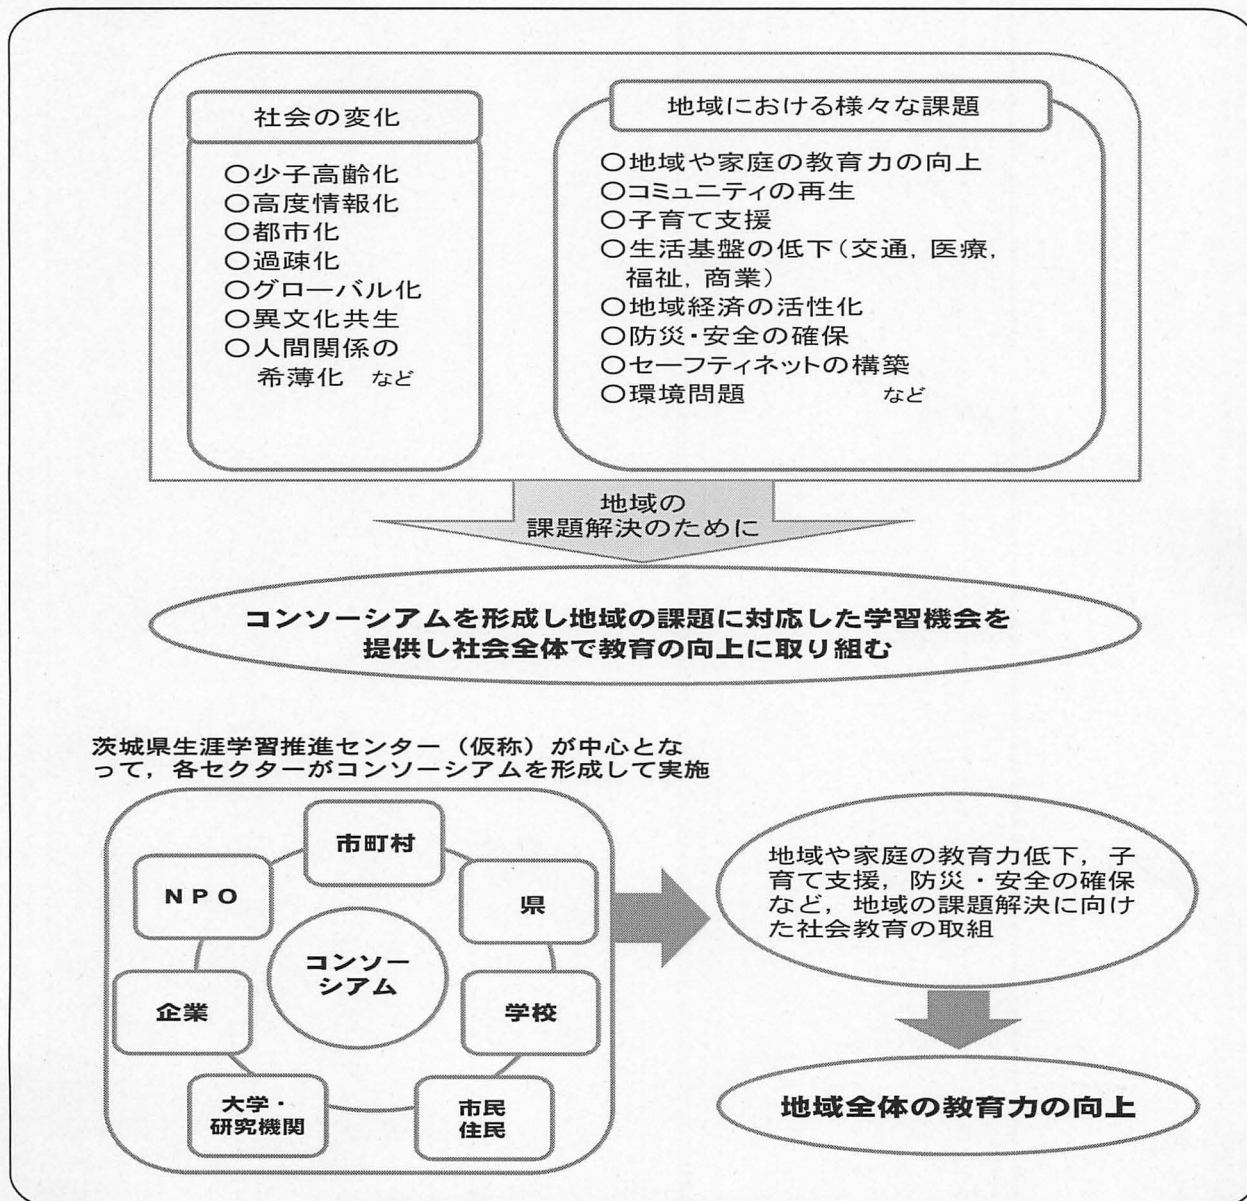 社会の変化
○少子高齢化
○高度情報化
○都市化
○過疎化
○グローバル化
○異文化共生
○人間関係の
希薄化 など
地域における様々な課題
○地域や家庭の教育力の向上
○コミュニティの再生
○子育て支援
○生活基盤の低下(交通,医療,
福祉,商業)
○地域経済の活性化
○防災・安全の確保
○セーフティネットの構築
○環境問題 など
地域の
課題解決のために
コンソーシアムを形成し地域の課題に対応した学習機会を
提供し社会全体で教育の向上に取り組む
茨城県生涯学習推進センター(仮称)が中心とな
って,各セクターがコンソーシアムを形成して実施
市町村
NPO
県
コンソー
シアム
企業
学校
大学・
研究機関
市民
住民
地域や家庭の教育力低下,子
育て支援,防災・安全の確保
など,地域の課題解決に向け
た社会教育の取組
地域全体の教育力の向上